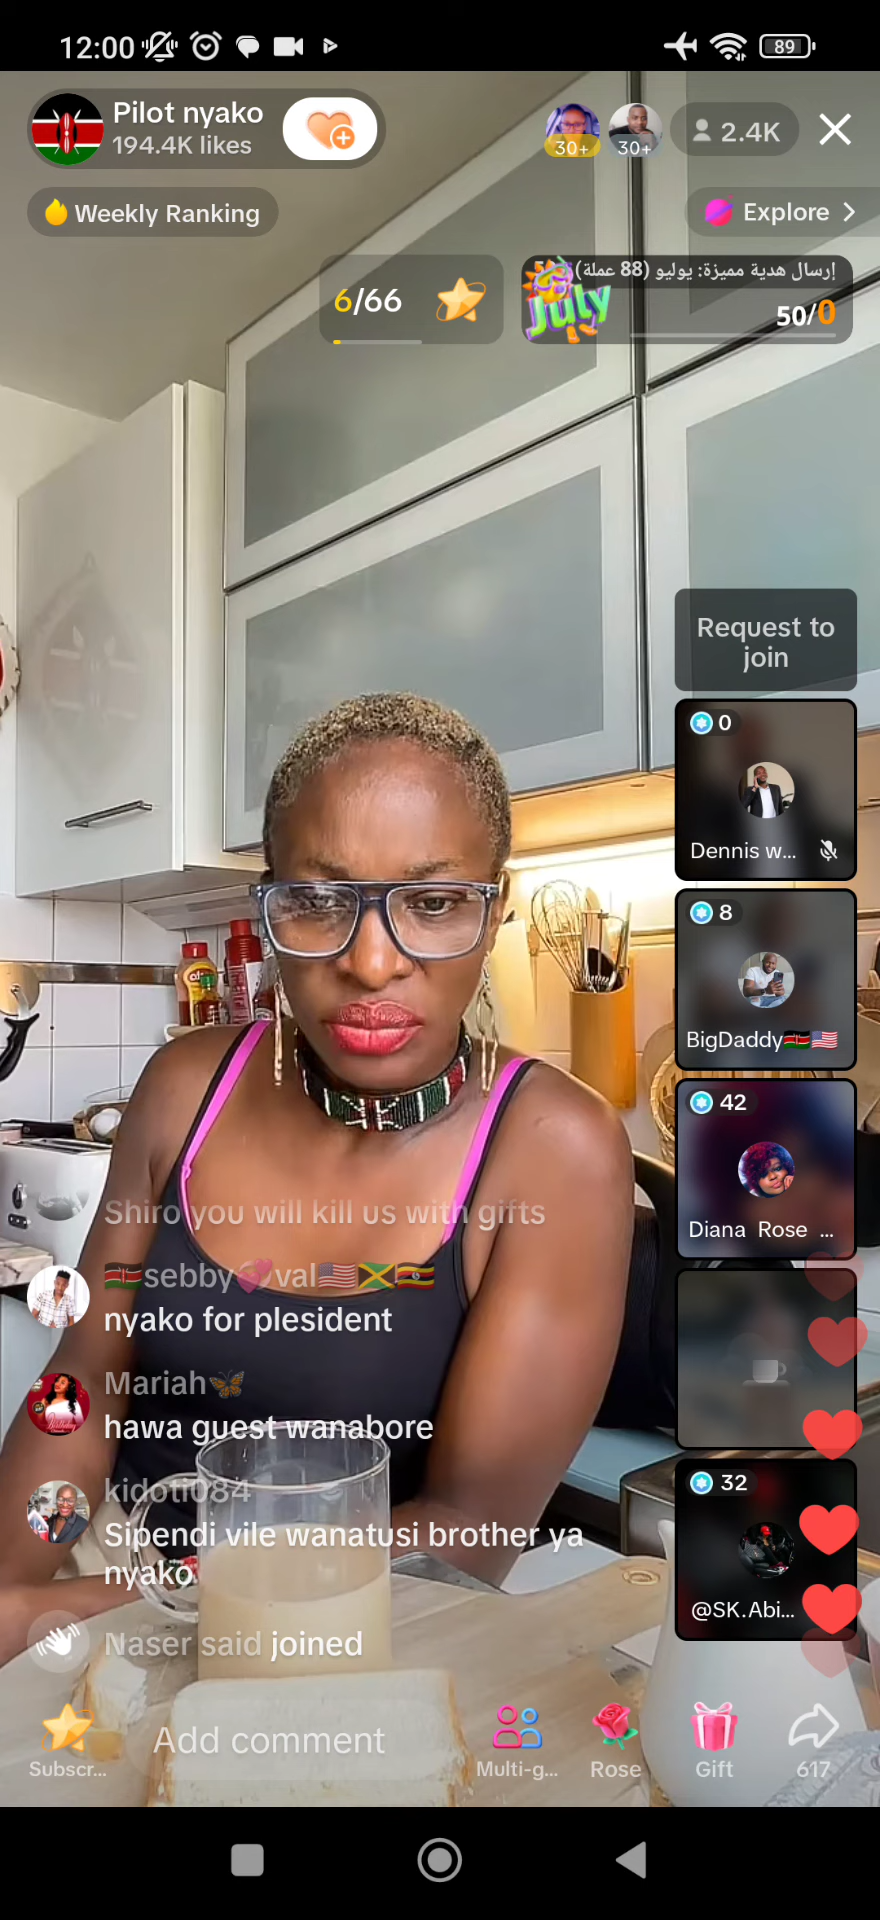 12:00
89
Pilot nyako
194.4K likes
30+
30+
2.4K
Weekly Ranking
Explore
6/66
إرسال هدية مميزة: يوليو (88 عملة)
July
50/0
Request to
join
0
Dennis w...
8
BigDaddy🇰🇪🇺🇸
42
Diana Rose ...
32
@SK.Abi...
Shiro you will kill us with gifts
🇰🇪sebby💕val🇺🇸🇯🇲🇺🇬
nyako for plesident
Mariah🦋
hawa guest wanabore
kidoti084
Sipendi vile wanatusi brother ya
nyako
Naser said joined
Add comment
Subscr...
Multi-g...
Rose
Gift
617